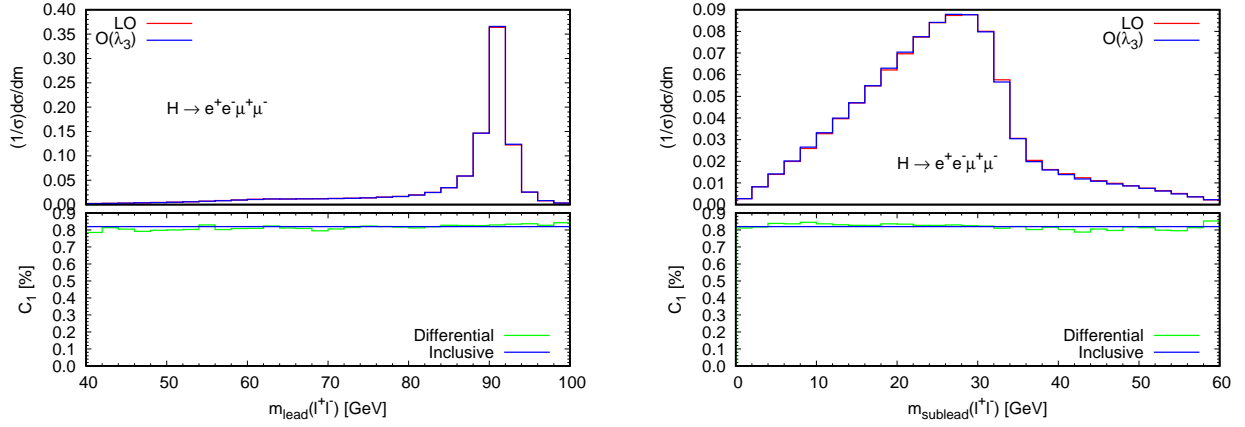 0.40
0.35
0.30
0.25
0.20
0.15
0.10
0.05
0.00
(1/σ)dσ/dm
LO
O(λ3)
H → e+e-μ+μ-
0.9
0.8
0.7
0.6
0.5
0.4
0.3
0.2
0.1
0.0
C1 [%]
Differential
Inclusive
40 50 60 70 80 90 100
mlead(l+l-) [GeV]
0.09
0.08
0.07
0.06
0.05
0.04
0.03
0.02
0.01
0.00
(1/σ)dσ/dm
LO
O(λ3)
H → e+e-μ+μ-
0.9
0.8
0.7
0.6
0.5
0.4
0.3
0.2
0.1
0.0
C1 [%]
Differential
Inclusive
0 10 20 30 40 50 60
msublead(l+l-) [GeV]